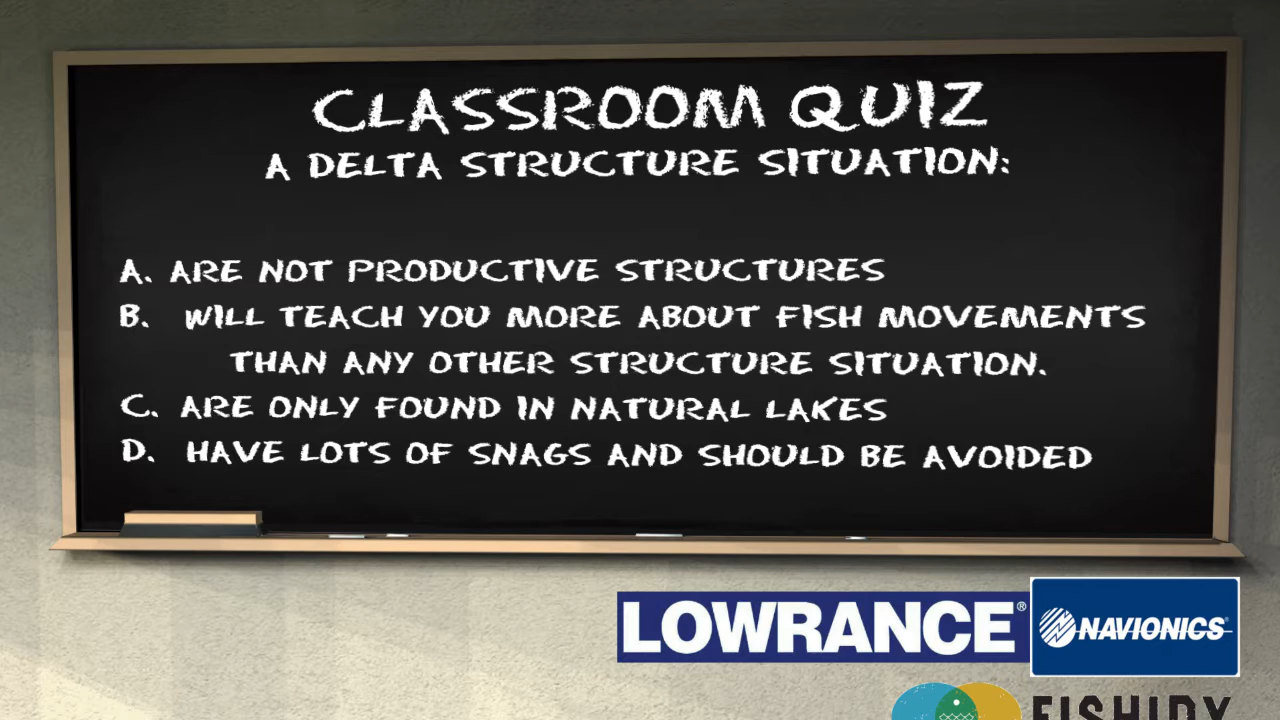 CLASSROOM QUIZ
A DELTA STRUCTURE SITUATION:
A. ARE NOT PRODUCTIVE STRUCTURES
B. WILL TEACH YOU MORE ABOUT FISH MOVEMENTS
THAN ANY OTHER STRUCTURE SITUATION.
C. ARE ONLY FOUND IN NATURAL LAKES
D. HAVE LOTS OF SNAGS AND SHOULD BE AVOIDED
LOWRANCE®
NAVIONICS
FISHIDY